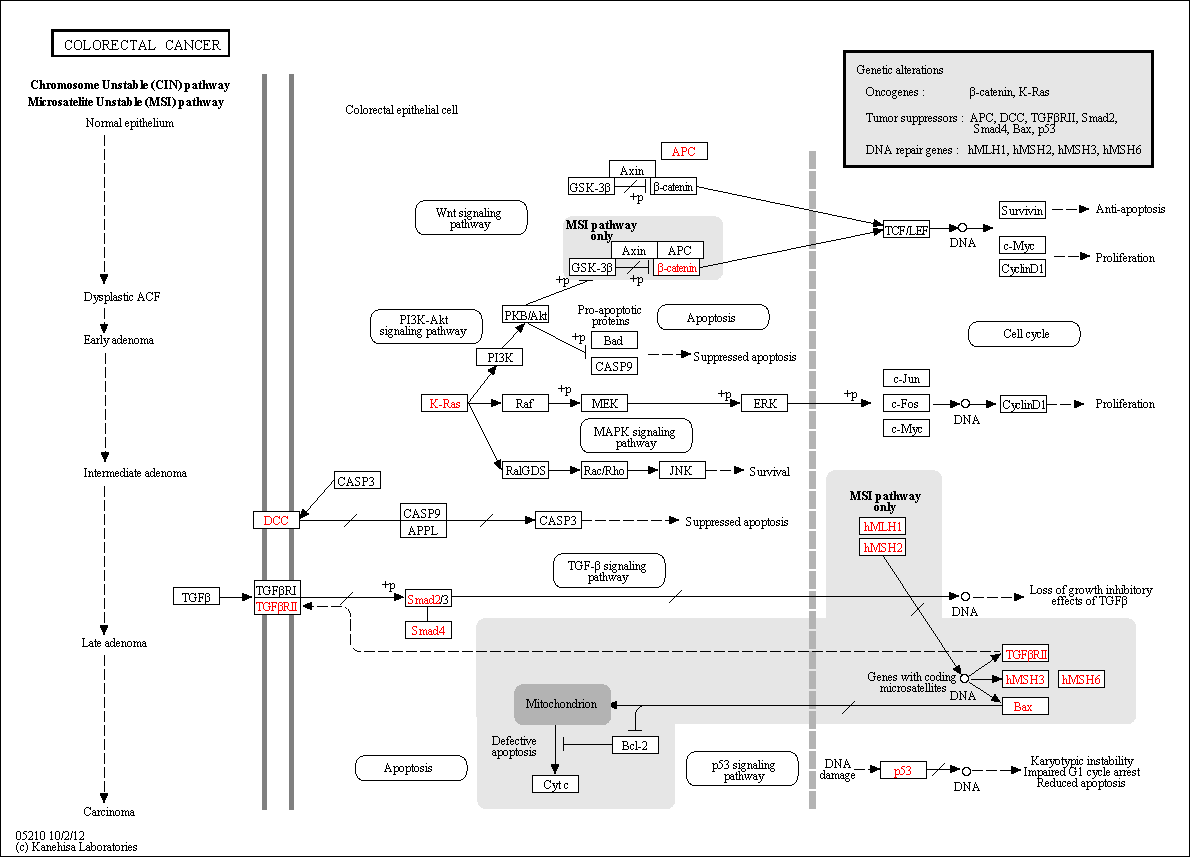 COLORECTAL CANCER
Chromosome Unstable (CIN) pathway
Microsatelite Unstable (MSI) pathway
Normal epithelium
Dysplastic ACF
Early adenoma
Intermediate adenoma
Late adenoma
Carcinoma
05210 10/2/12
(c) Kanehisa Laboratories
Colorectal epithelial cell
Genetic alterations
Oncogenes : β-catenin, K-Ras
Tumor suppressors : APC, DCC, TGFβRII, Smad2,
Smad4, Bax, p53
DNA repair genes : hMLH1, hMSH2, hMSH3, hMSH6
APC
Axin
GSK-3β
β-catenin
+p
Wnt signaling
pathway
MSI pathway
only
Axin
APC
GSK-3β
β-catenin
+p
+p
TCF/LEF
DNA
Survivin
Anti-apoptosis
c-Myc
CyclinD1
Proliferation
PI3K-Akt
signaling pathway
PKB/Akt
Pro-apoptotic
proteins
Apoptosis
+p
Bad
CASP9
Suppressed apoptosis
PI3K
Cell cycle
K-Ras
Raf
+p
MEK
+p
ERK
+p
c-Jun
c-Fos
c-Myc
DNA
CyclinD1
Proliferation
MAPK signaling
pathway
RalGDS
Rac/Rho
JNK
Survival
CASP3
DCC
CASP9
APPL
CASP3
Suppressed apoptosis
MSI pathway
only
hMLH1
hMSH2
TGF-β signaling
pathway
TGFβ
TGFβRI
TGFβRII
+p
Smad2/3
Smad4
DNA
Loss of growth inhibitory
effects of TGFβ
Genes with coding
microsatellites
DNA
TGFβRII
hMSH3
hMSH6
Bax
Mitochondrion
Defective
apoptosis
Bcl-2
Cyt c
Apoptosis
p53 signaling
pathway
DNA
damage
p53
DNA
Karyotypic instability
Impaired G1 cycle arrest
Reduced apoptosis